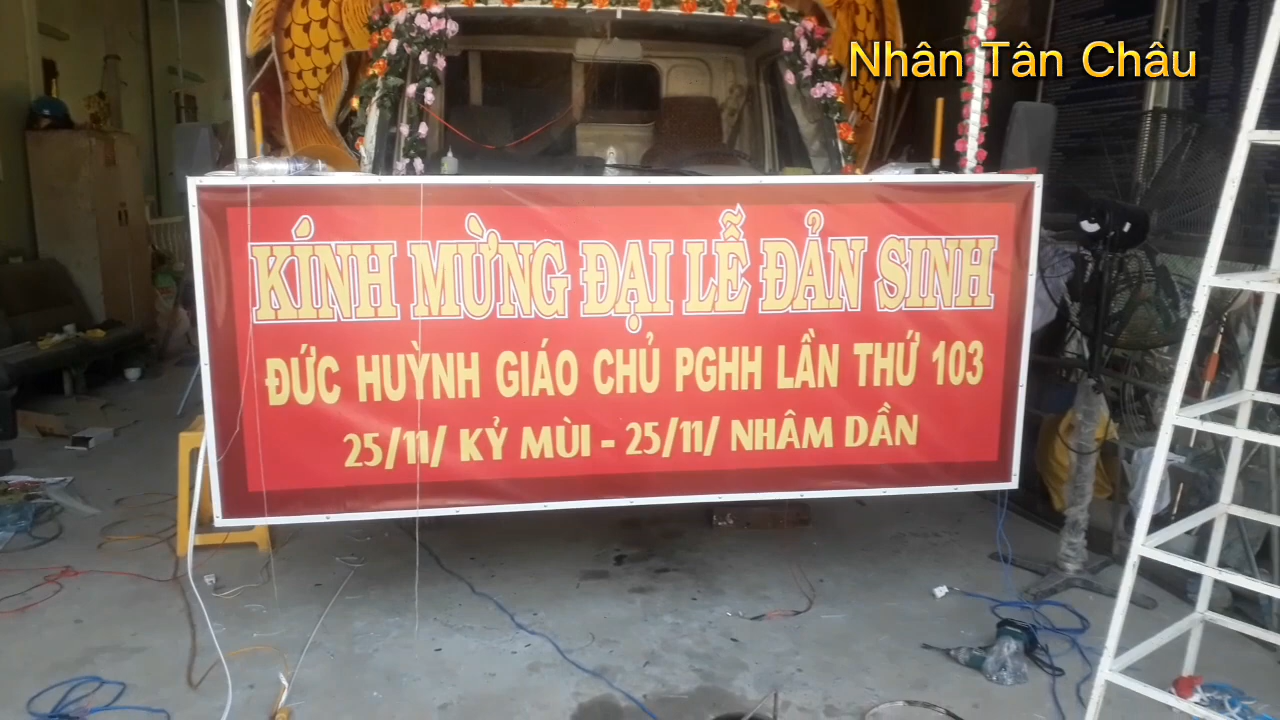 Nhân Tân Châu
KÍNH MỪNG ĐẠI LỄ ĐẢN SINH
ĐỨC HUỲNH GIÁO CHỦ PGHH LẦN THỨ 103
25/11/ KỶ MÙI - 25/11/ NHÂM DẦN